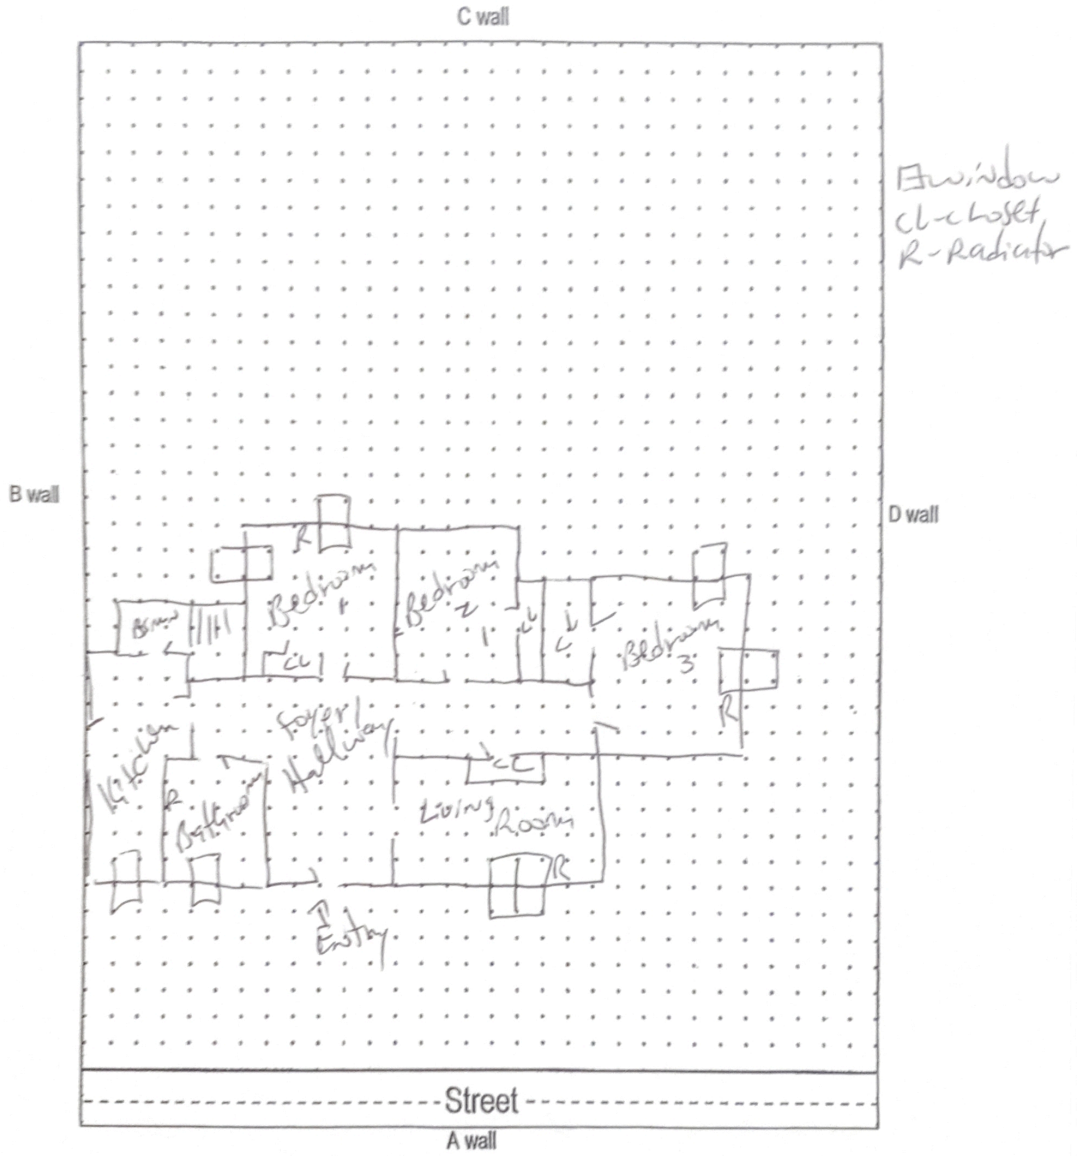 C wall
window
CL-choset
R-Radiator
B wall
D wall
R
Bedroom
1
Bedroom
2
CL
CL
Bedroom
3
CL
R
Foyer/
Hallway
Kitchen
R
Bathroom
CL
Living
Room
R
Entry
Street
A wall